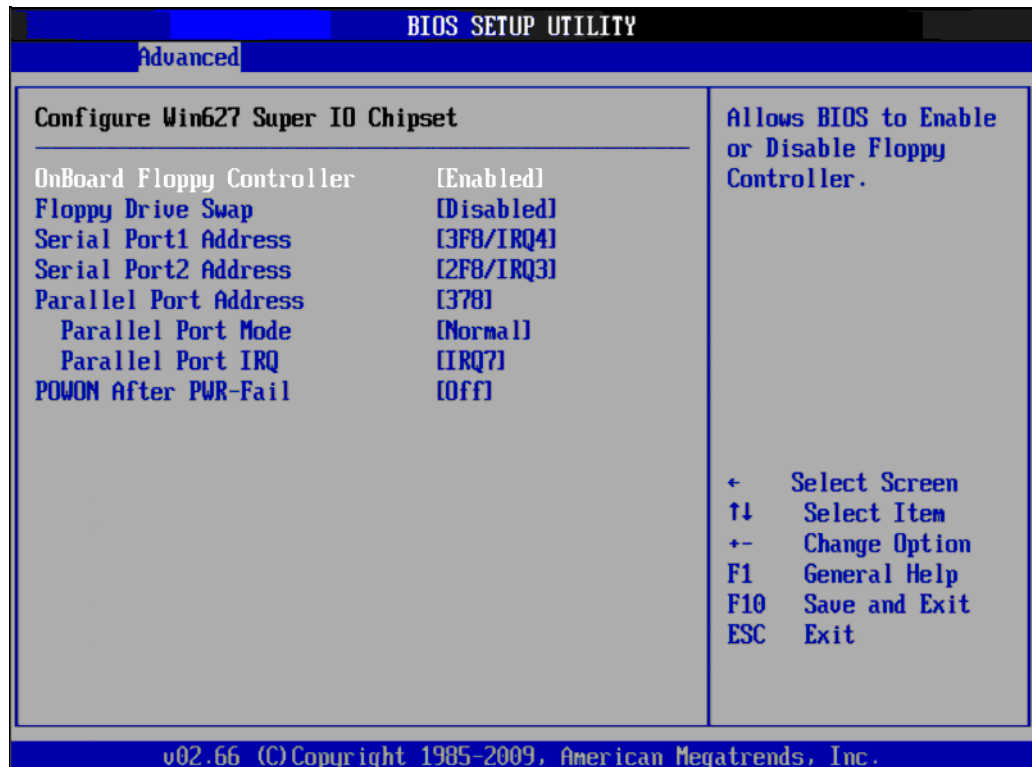 BIOS SETUP UTILITY
Advanced
Configure Win627 Super IO Chipset
OnBoard Floppy Controller [Enabled]
Floppy Drive Swap [Disabled]
Serial Port1 Address [3F8/IRQ4]
Serial Port2 Address [2F8/IRQ3]
Parallel Port Address [378]
Parallel Port Mode [Normal]
Parallel Port IRQ [IRQ7]
POWON After PWR-Fail [Off]
Allows BIOS to Enable
or Disable Floppy
Controller.
← Select Screen
↑↓ Select Item
+- Change Option
F1 General Help
F10 Save and Exit
ESC Exit
v02.66 (C)Copyright 1985-2009, American Megatrends, Inc.